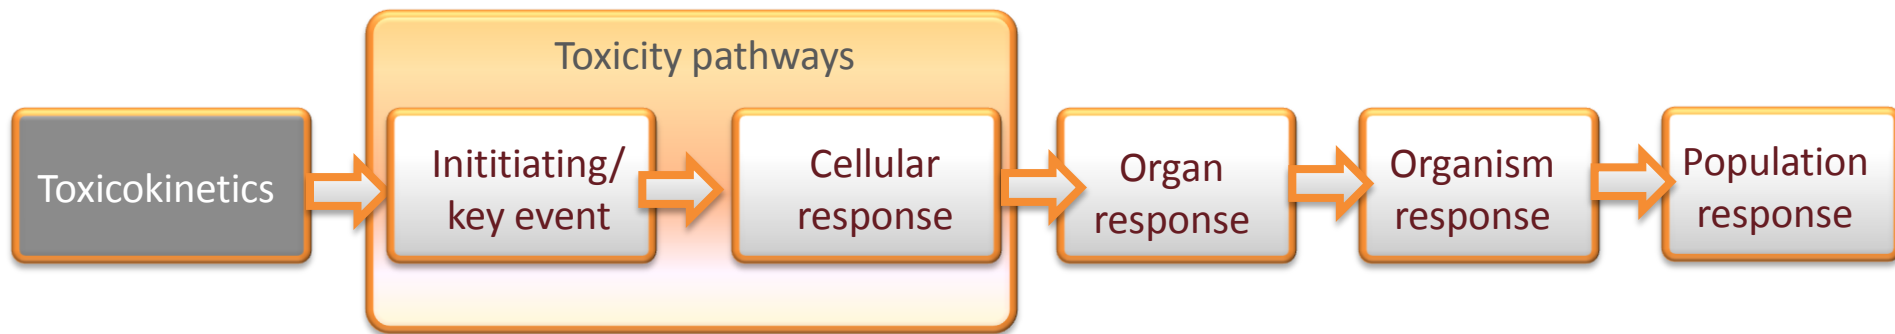 Toxicity pathways
Toxicokinetics
Inititiating/
key event
Cellular
response
Organ
response
Organism
response
Population
response